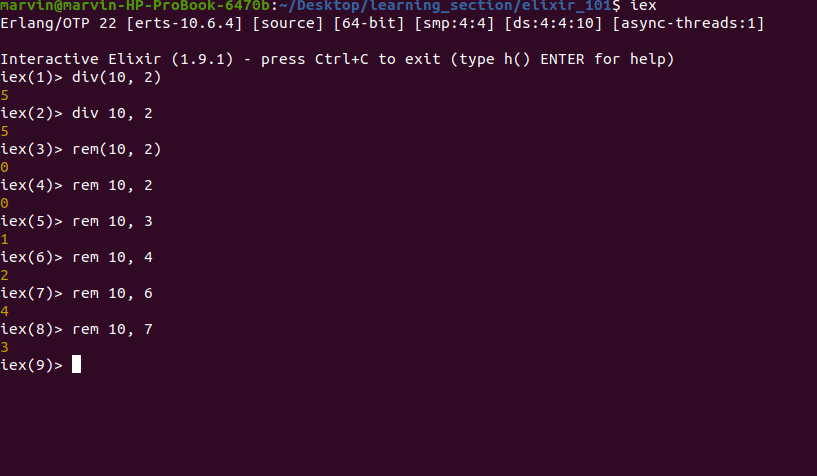 marvin@marvin-HP-ProBook-6470b:~/Desktop/learning_section/elixir_101$ iex
Erlang/OTP 22 [erts-10.6.4] [source] [64-bit] [smp:4:4] [ds:4:4:10] [async-threads:1]
Interactive Elixir (1.9.1) - press Ctrl+C to exit (type h() ENTER for help)
iex(1)> div(10, 2)
5
iex(2)> div 10, 2
5
iex(3)> rem(10, 2)
0
iex(4)> rem 10, 2
0
iex(5)> rem 10, 3
1
iex(6)> rem 10, 4
2
iex(7)> rem 10, 6
4
iex(8)> rem 10, 7
3
iex(9)>